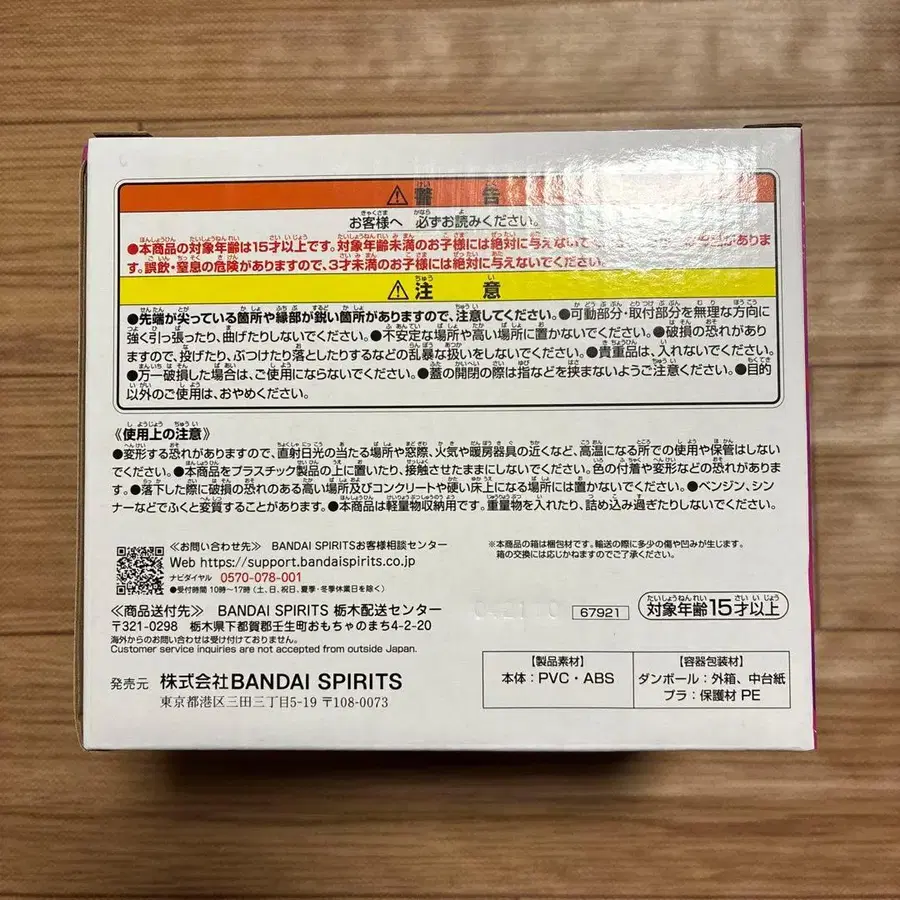 ⚠警告
お客様へ 必ずお読みください。
●本商品の対象年齢は15才以上です。対象年齢未満のお子様には絶対に与えないで
す。誤飲・窒息の危険がありますので、3才未満のお子様には絶対に与えないでください。
⚠注意
●先端が尖っている箇所や縁部が鋭い箇所がありますので、注意してください。●可動部分・取付部分を無理な方向に
強く引っ張ったり、曲げたりしないでください。●不安定な場所や高い場所に置かないでください。●破損の恐れがあり
ますので、投げたり、ぶつけたり落としたりするなどの乱暴な扱いをしないでください。●貴重品は、入れないでください。
●万一破損した場合は、ご使用にならないでください。●蓋の開閉の際は指などを挟まないようご注意ください。●目的
以外のご使用は、おやめください。
《使用上の注意》
●変形する恐れがありますので、直射日光の当たる場所や窓際、火気や暖房器具の近くなど、高温になる所での使用や保管はしない
でください。●本商品をプラスチック製品の上に置いたり、接触させたままにしないでください。色の付着や変形などの恐れがありま
す。●落下した際に破損の恐れのある高い場所及びコンクリートや硬い床上になる場所には置かないでください。●ベンジン、シン
ナーなどでふくと変質することがあります。●本商品は軽量物収納用です。重量物を入れたり、詰め込み過ぎたりしないでください。
≪お問い合わせ先≫ BANDAI SPIRITSお客様相談センター
Web https://support.bandaispirits.co.jp
ナビダイヤル 0570-078-001
●受付時間 10時~17時(土、日、祝日、夏季・冬季休業日を除く)
※本商品の箱は梱包材です。輸送の際に多少の傷や凹みが生じます。
箱の交換には応じかねますのでご了承ください。
≪商品送付先≫ BANDAI SPIRITS 栃木配送センター
〒321-0298 栃木県下都賀郡壬生町おもちゃのまち4-2-20
海外からのお問い合わせは受け付けておりません。
Customer service inquiries are not accepted from outside Japan.
67921
対象年齢15才以上
発売元 株式会社BANDAI SPIRITS
東京都港区三田三丁目5-19 〒108-0073
【製品素材】
本体:PVC・ABS
【容器包装材】
ダンボール:外箱、中台紙
プラ:保護材 PE